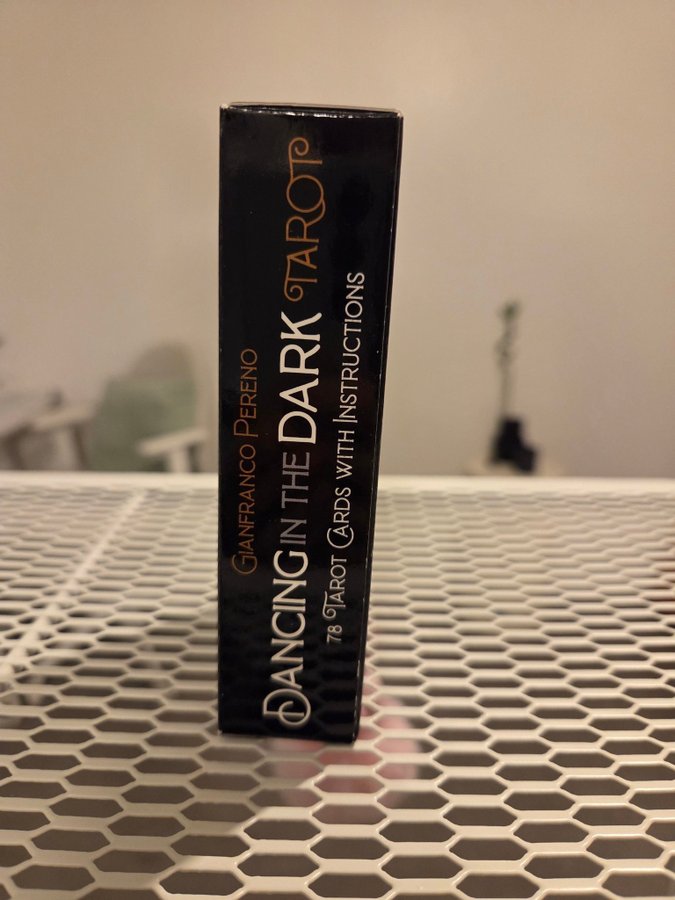 Gianfranco Pereno
Dancing in the Dark Tarot
78 Tarot Cards with Instructions